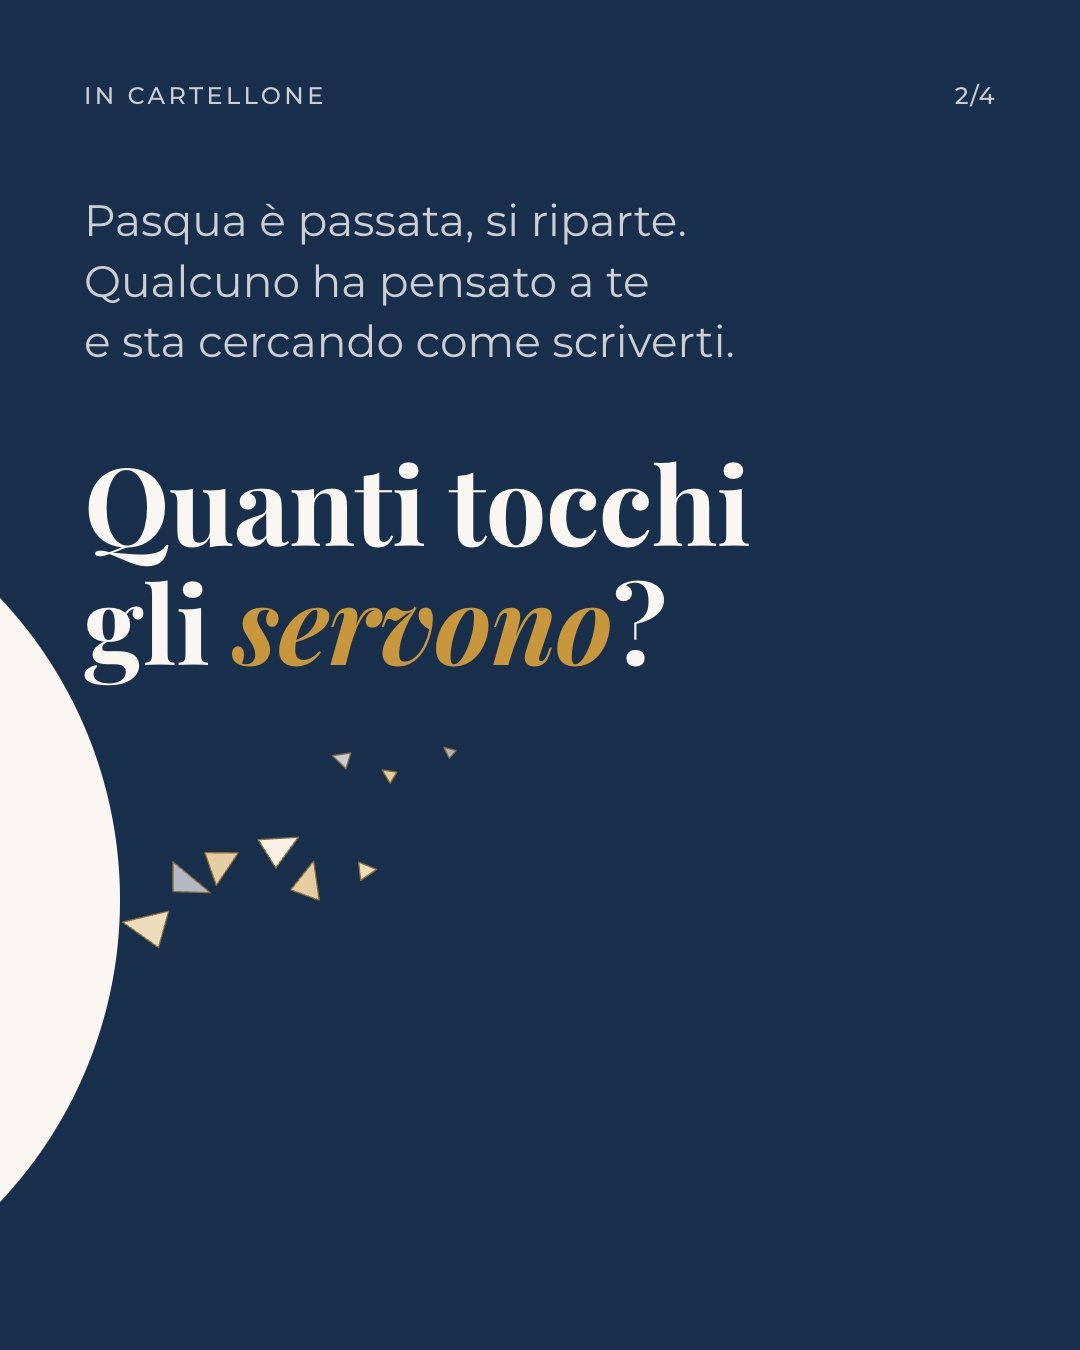 IN CARTELLONE
2/4
Pasqua è passata, si riparte.
Qualcuno ha pensato a te
e sta cercando come scriverti.
Quanti tocchi
gli servono?